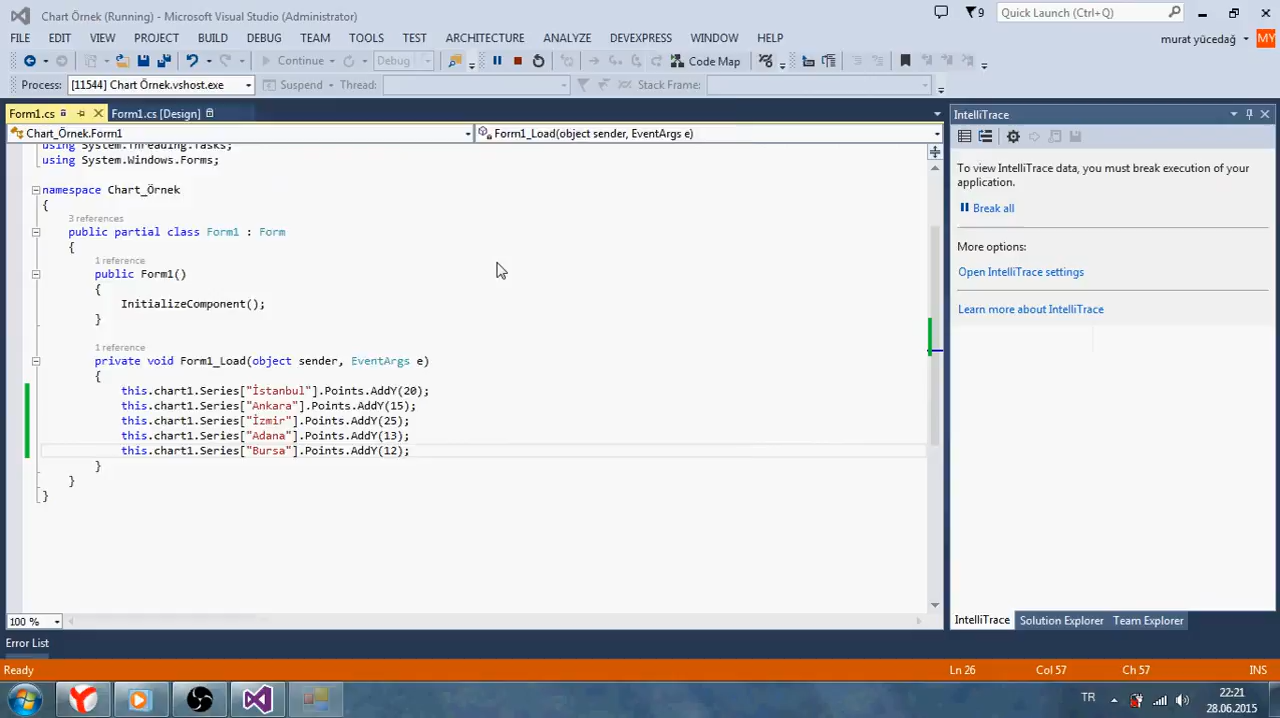 Chart Örnek (Running) - Microsoft Visual Studio (Administrator)
9
Quick Launch (Ctrl+Q)
FILE EDIT VIEW PROJECT BUILD DEBUG TEAM TOOLS TEST ARCHITECTURE ANALYZE DEVEXPRESS WINDOW HELP
murat yücedağ
MY
Continue
Debug
Code Map
Process: [11544] Chart Örnek.vshost.exe
Suspend
Thread:
Stack Frame:
Form1.cs
Form1.cs [Design]
IntelliTrace
Chart_Örnek.Form1
Form1_Load(object sender, EventArgs e)
using System.Threading.Tasks;
using System.Windows.Forms;
namespace Chart_Örnek
{
3 references
public partial class Form1 : Form
{
1 reference
public Form1()
{
InitializeComponent();
}
1 reference
private void Form1_Load(object sender, EventArgs e)
{
this.chart1.Series["İstanbul"].Points.AddY(20);
this.chart1.Series["Ankara"].Points.AddY(15);
this.chart1.Series["İzmir"].Points.AddY(25);
this.chart1.Series["Adana"].Points.AddY(13);
this.chart1.Series["Bursa"].Points.AddY(12);
}
}
}
To view IntelliTrace data, you must break execution of your
application.
Break all
More options:
Open IntelliTrace settings
Learn more about IntelliTrace
100 %
IntelliTrace Solution Explorer Team Explorer
Error List
Ready
Ln 26
Col 57
Ch 57
INS
TR
22:21
28.06.2015